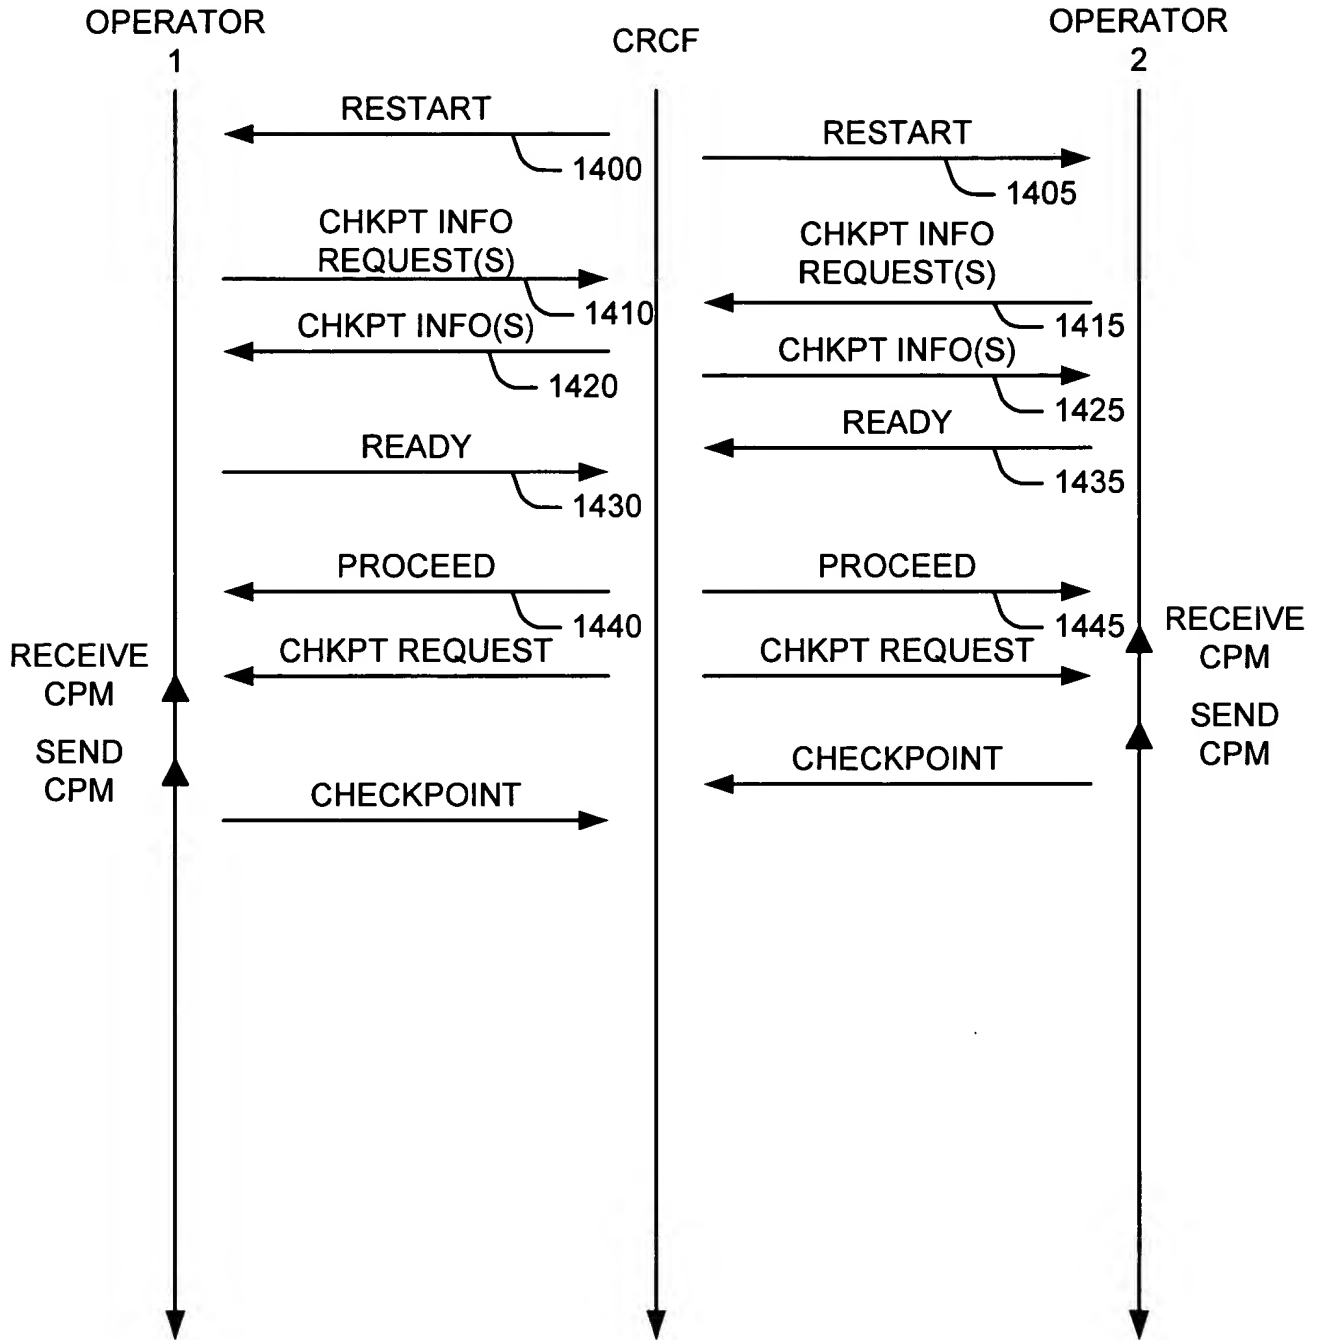 OPERATOR
1
CRCF
OPERATOR
2
RESTART
1400
RESTART
1405
CHKPT INFO
REQUEST(S)
1410
CHKPT INFO
REQUEST(S)
1415
CHKPT INFO(S)
1420
CHKPT INFO(S)
1425
READY
1430
READY
1435
PROCEED
1440
PROCEED
1445
RECEIVE
CPM
CHKPT REQUEST
CHKPT REQUEST
RECEIVE
CPM
SEND
CPM
CHECKPOINT
CHECKPOINT
SEND
CPM